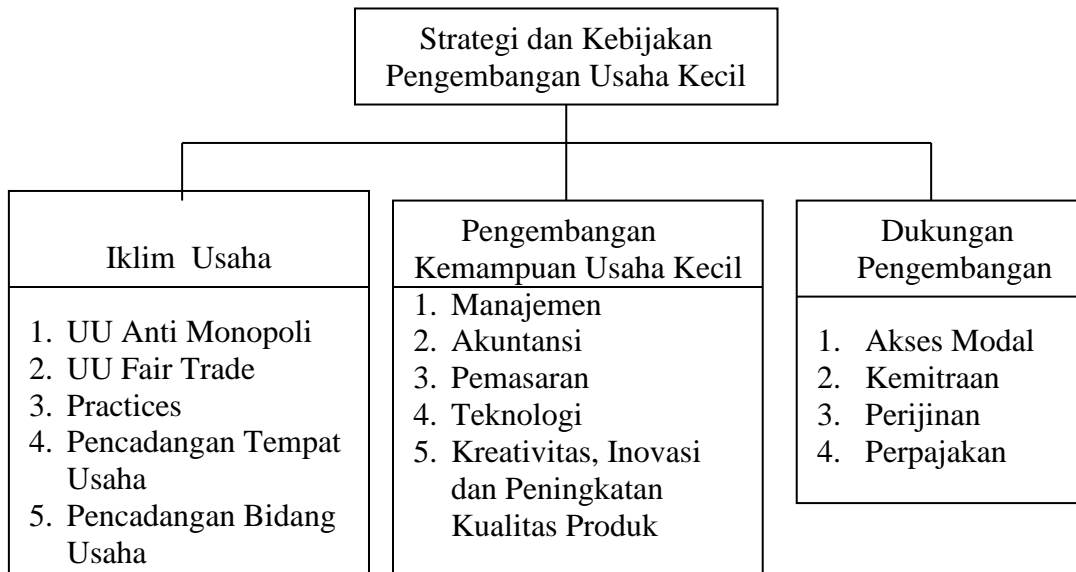 Strategi dan Kebijakan
Pengembangan Usaha Kecil
Iklim Usaha
1. UU Anti Monopoli
2. UU Fair Trade
3. Practices
4. Pencadangan Tempat
Usaha
5. Pencadangan Bidang
Usaha
Pengembangan
Kemampuan Usaha Kecil
1. Manajemen
2. Akuntansi
3. Pemasaran
4. Teknologi
5. Kreativitas, Inovasi
dan Peningkatan
Kualitas Produk
Dukungan
Pengembangan
1. Akses Modal
2. Kemitraan
3. Perijinan
4. Perpajakan